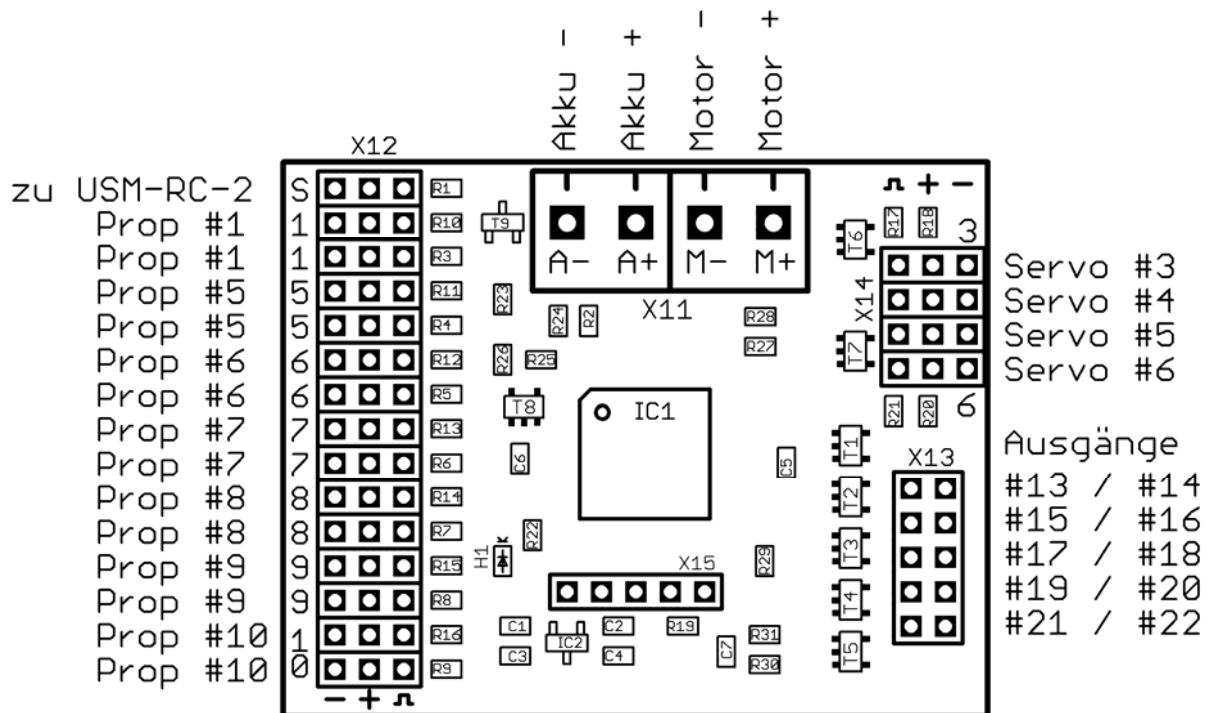 Akku -
Akku +
Motor -
Motor +
X12
zu USM-RC-2 S R1
Prop #1 1 R10
Prop #1 1 R3
Prop #5 5 R11
Prop #5 5 R4
Prop #6 6 R12
Prop #6 6 R5
Prop #7 7 R13
Prop #7 7 R6
Prop #8 8 R14
Prop #8 8 R7
Prop #9 9 R15
Prop #9 9 R8
Prop #10 1 R16
Prop #10 0 R9
- +
T9
A- A+ M- M+
X11
R23
R24
R2
R28
R27
R26
R25
T8
C6
IC1
C5
R22
H1
X15
R29
C1
C2
R19
R31
IC2
C3
C4
C7
R30
+ -
R17
R18
T6
3
X14
T7
R21
R20
6
Servo #3
Servo #4
Servo #5
Servo #6
T1
T2
T3
T4
T5
X13
Ausgänge
#13 / #14
#15 / #16
#17 / #18
#19 / #20
#21 / #22